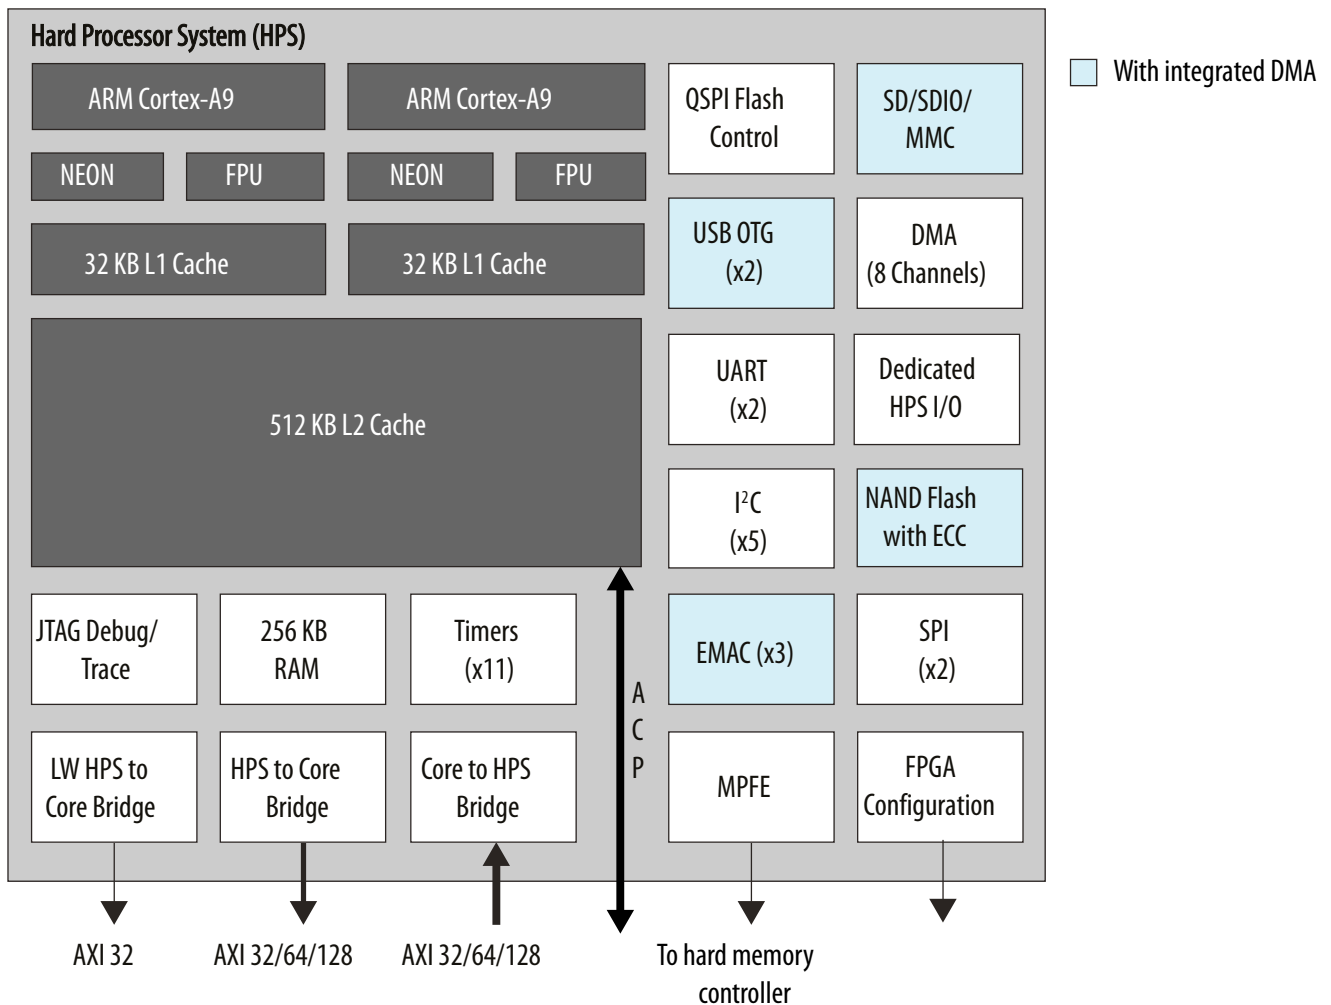 Hard Processor System (HPS)
ARM Cortex-A9
ARM Cortex-A9
NEON
FPU
NEON
FPU
32 KB L1 Cache
32 KB L1 Cache
512 KB L2 Cache
QSPI Flash
Control
SD/SDIO/
MMC
USB OTG
(x2)
DMA
(8 Channels)
UART
(x2)
Dedicated
HPS I/O
I²C
(x5)
NAND Flash
with ECC
JTAG Debug/
Trace
256 KB
RAM
Timers
(x11)
A
C
P
EMAC (x3)
SPI
(x2)
LW HPS to
Core Bridge
HPS to Core
Bridge
Core to HPS
Bridge
MPFE
FPGA
Configuration
AXI 32
AXI 32/64/128
AXI 32/64/128
To hard memory
controller
With integrated DMA